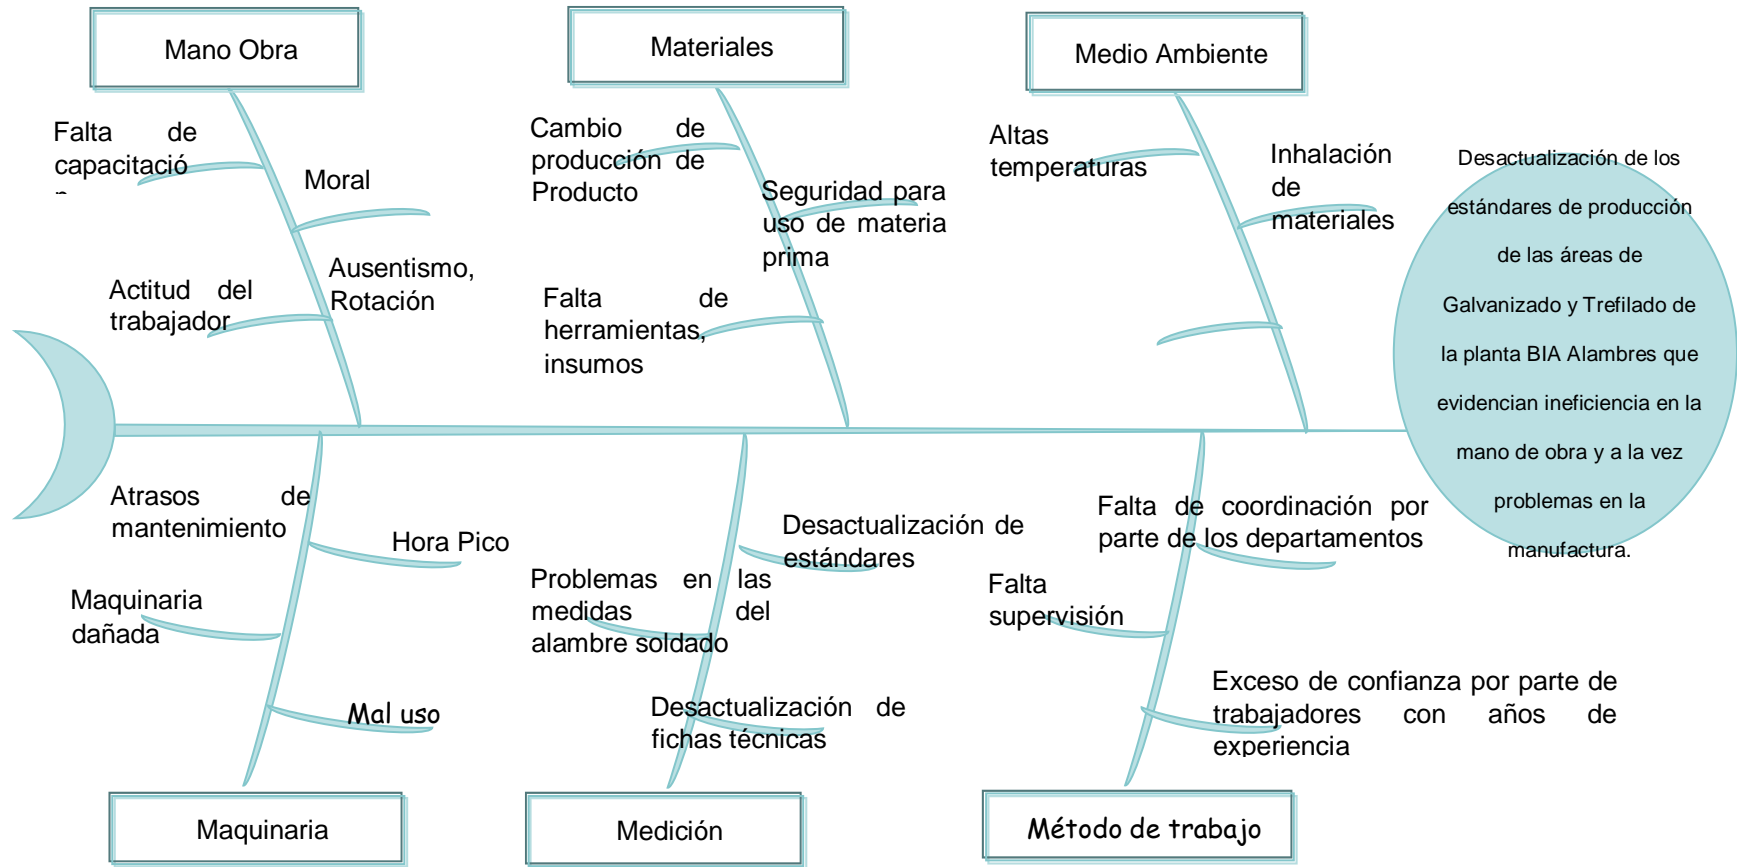 Mano Obra
Materiales
Medio Ambiente
Falta de
capacitació
Moral
Actitud del
trabajador
Ausentismo,
Rotación
Cambio de
producción de
Producto
Seguridad para
uso de materia
prima
Falta de
herramientas,
insumos
Altas
temperaturas
Inhalación
de
materiales
Desactualización de los
estándares de producción
de las áreas de
Galvanizado y Trefilado de
la planta BIA Alambres que
evidencian ineficiencia en la
mano de obra y a la vez
problemas en la
manufactura.
Atrasos de
mantenimiento
Hora Pico
Maquinaria
dañada
Mal uso
Desactualización de
estándares
Problemas en las
medidas del
alambre soldado
Desactualización de
fichas técnicas
Falta de coordinación por
parte de los departamentos
Falta
supervisión
Exceso de confianza por parte de
trabajadores con años de
experiencia
Maquinaria
Medición
Método de trabajo